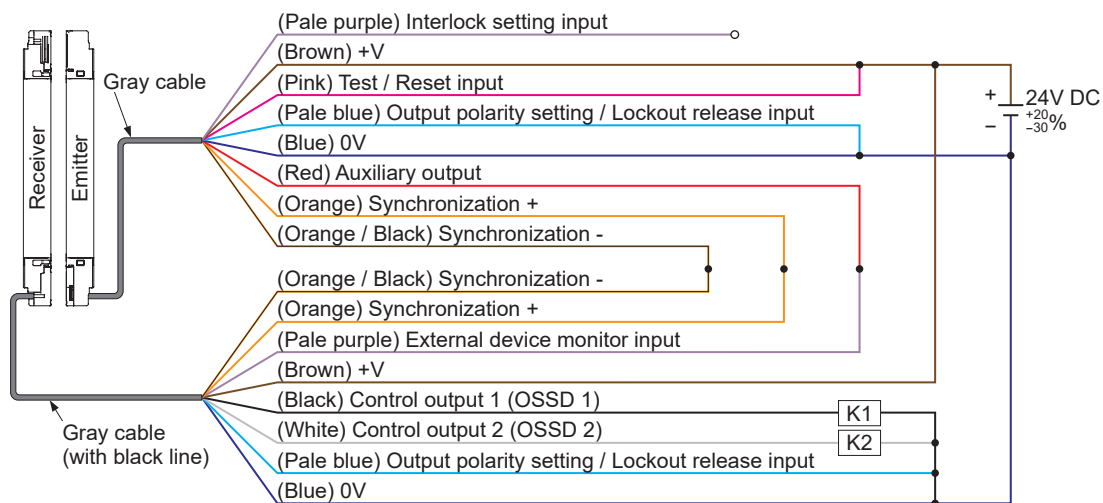 (Pale purple) Interlock setting input
(Brown) +V
Gray cable
(Pink) Test / Reset input
+
24V DC
+20
−30%
−
(Pale blue) Output polarity setting / Lockout release input
(Blue) 0V
Receiver
Emitter
(Red) Auxiliary output
(Orange) Synchronization +
(Orange / Black) Synchronization -
(Orange / Black) Synchronization -
(Orange) Synchronization +
(Pale purple) External device monitor input
(Brown) +V
(Black) Control output 1 (OSSD 1)
K1
Gray cable
(with black line)
(White) Control output 2 (OSSD 2)
K2
(Pale blue) Output polarity setting / Lockout release input
(Blue) 0V